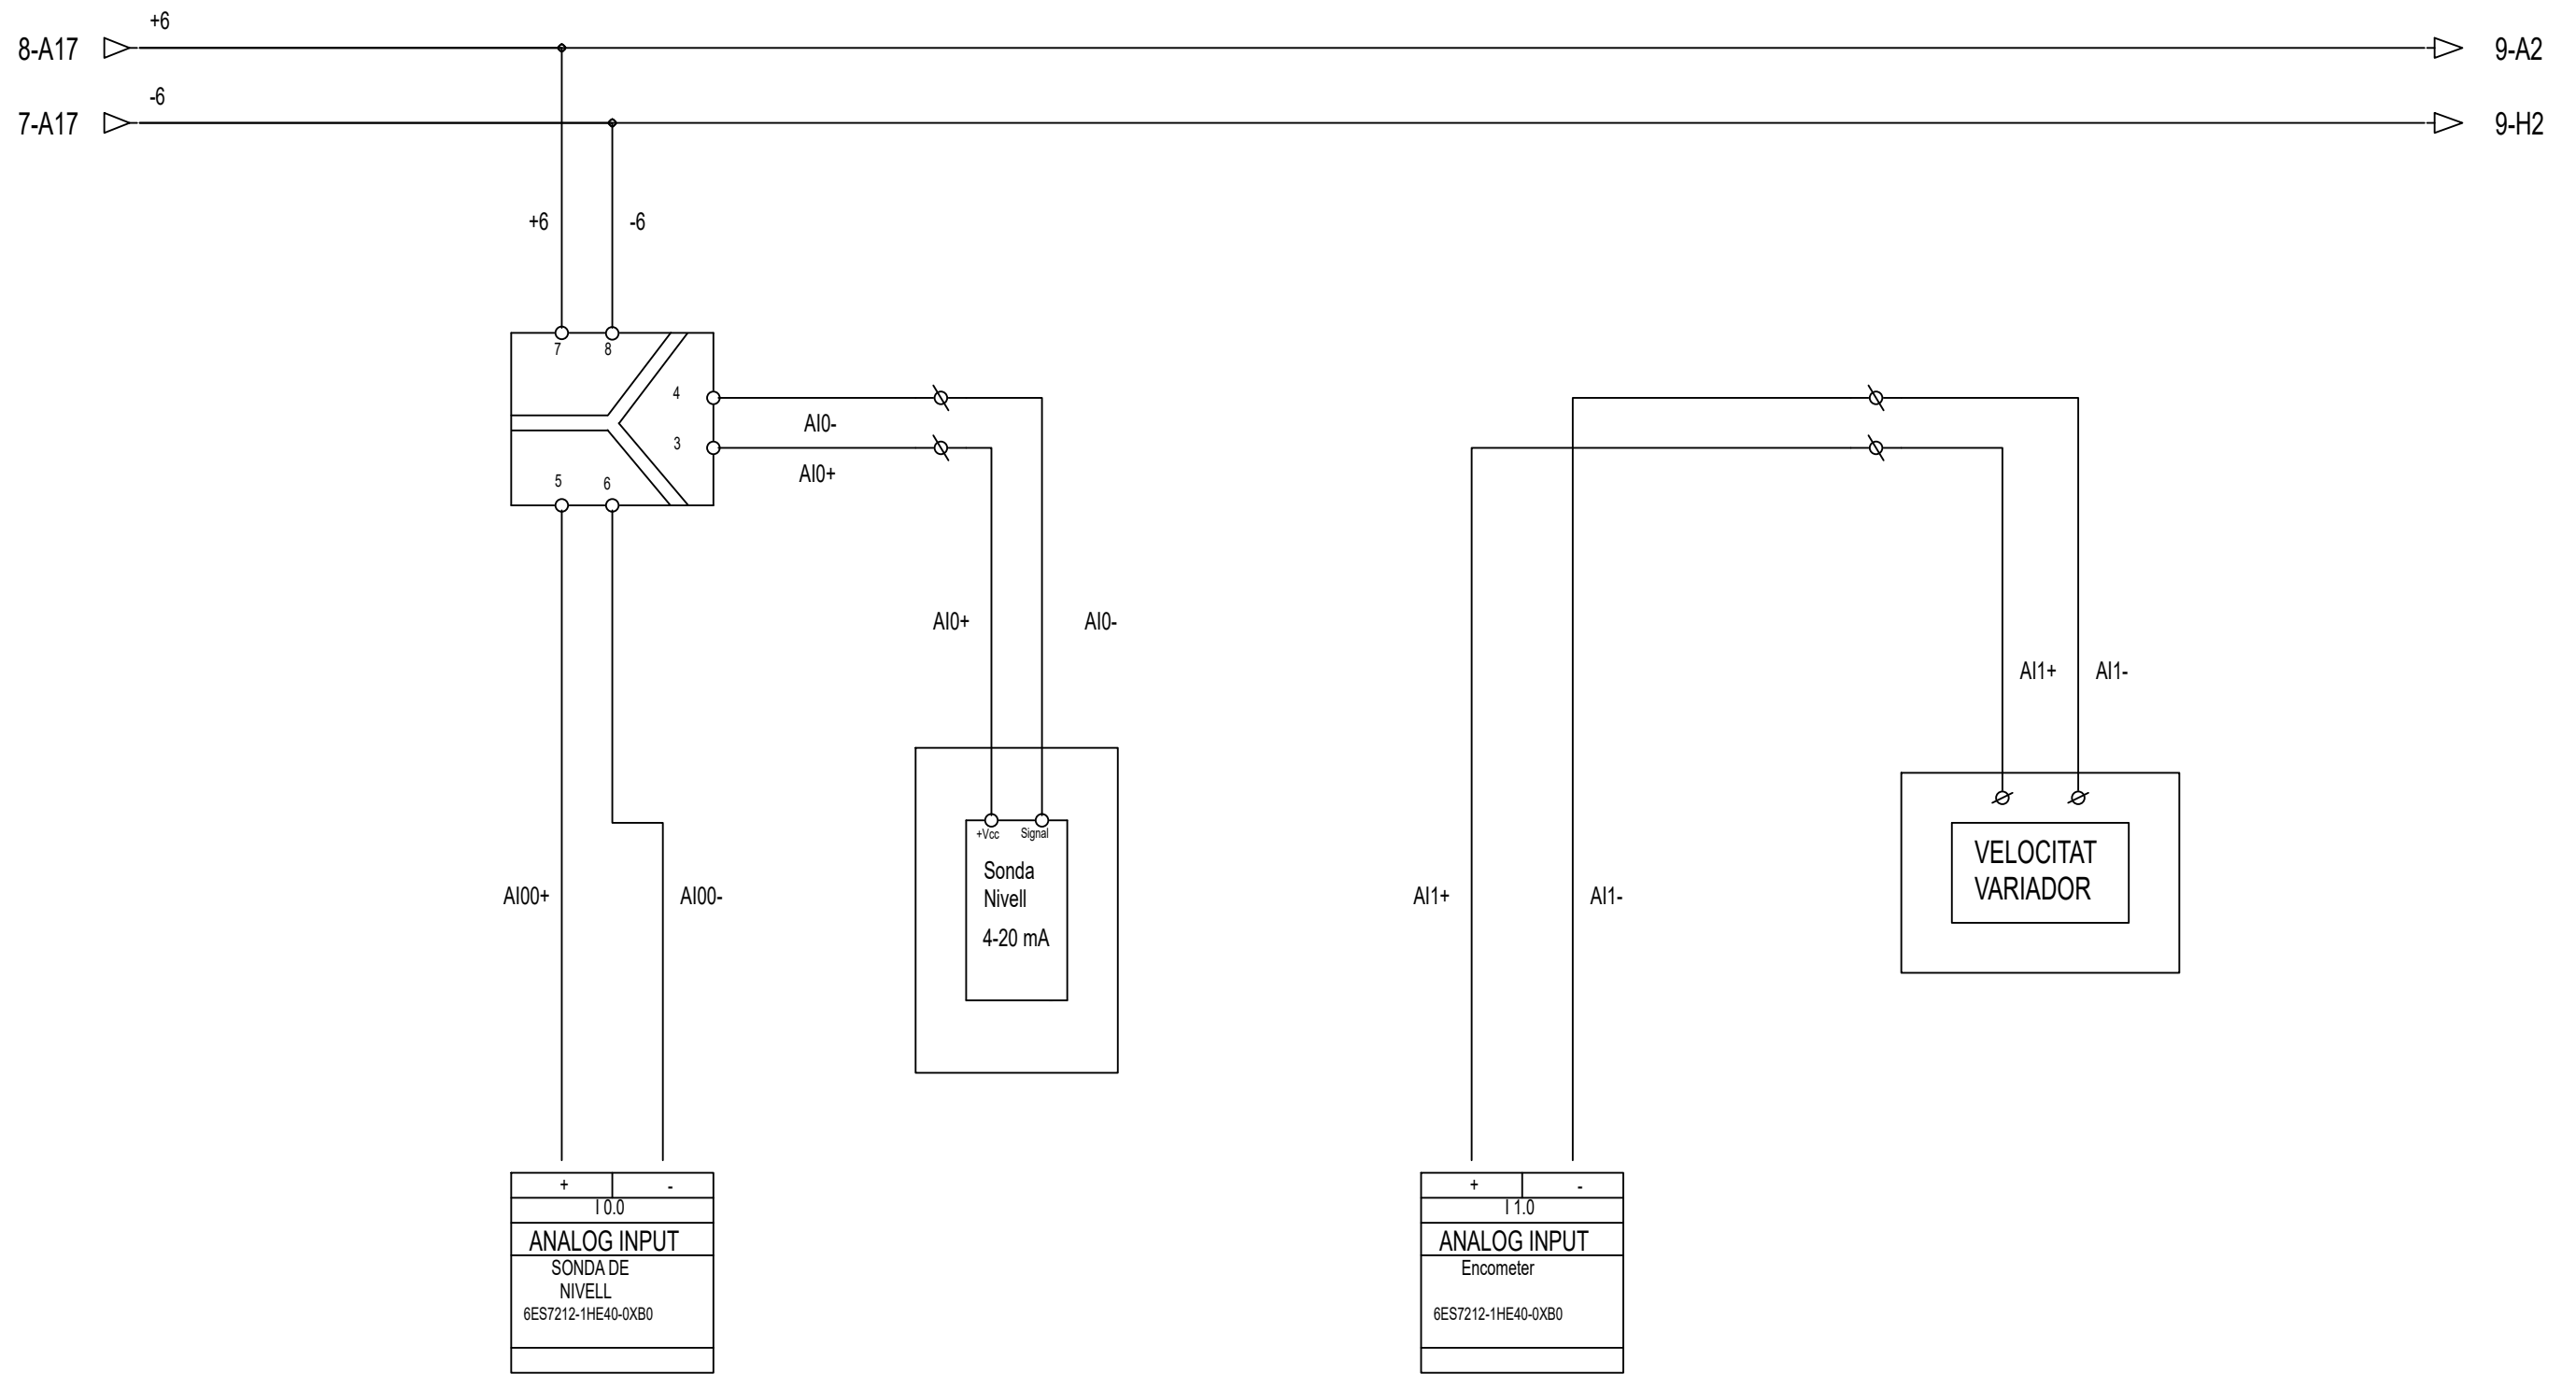 +6
8-A17
9-A2
-6
7-A17
9-H2
+6
-6
7
8
4
AI0-
3
AI0+
5
6
AI0+
AI0-
AI1+
AI1-
+Vcc
Signal
Sonda
Nivell
4-20 mA
VELOCITAT
VARIADOR
AI00+
AI00-
AI1+
AI1-
+
-
I 0.0
ANALOG INPUT
SONDA DE
NIVELL
6ES7212-1HE40-0XB0
+
-
I 1.0
ANALOG INPUT
Encometer
6ES7212-1HE40-0XB0